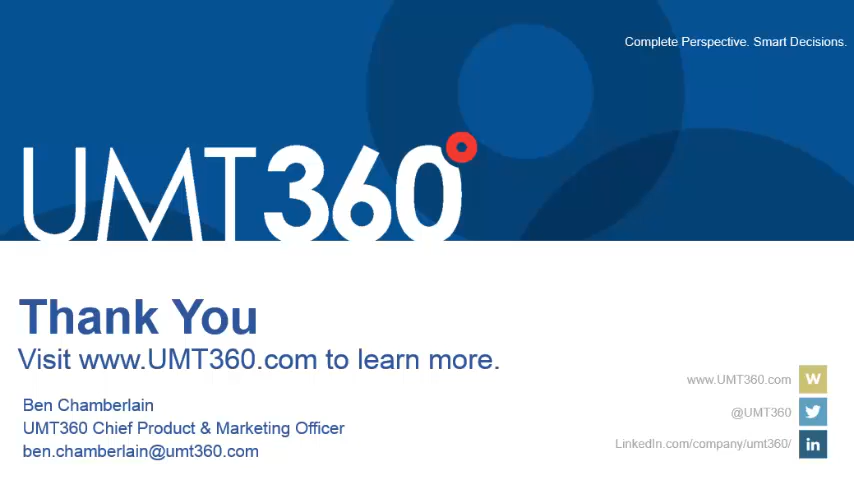 Complete Perspective. Smart Decisions.
UMT360
Thank You
Visit www.UMT360.com to learn more.
Ben Chamberlain
UMT360 Chief Product & Marketing Officer
ben.chamberlain@umt360.com
www.UMT360.com W
@UMT360
LinkedIn.com/company/umt360/ in